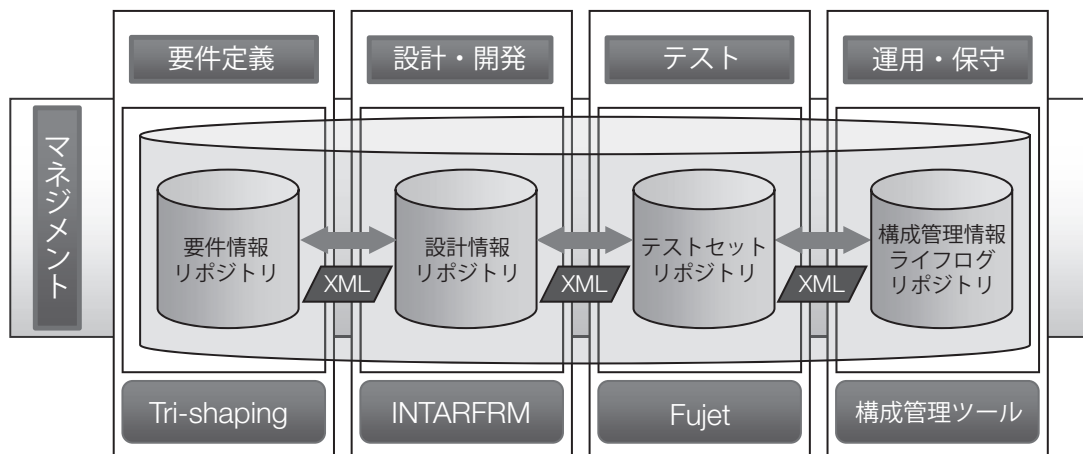 要件定義
設計・開発
テスト
運用・保守
マネジメント
要件情報
リポジトリ
設計情報
リポジトリ
テストセット
リポジトリ
構成管理情報
ライフログ
リポジトリ
XML
XML
XML
Tri-shaping
INTARFRM
Fujet
構成管理ツール